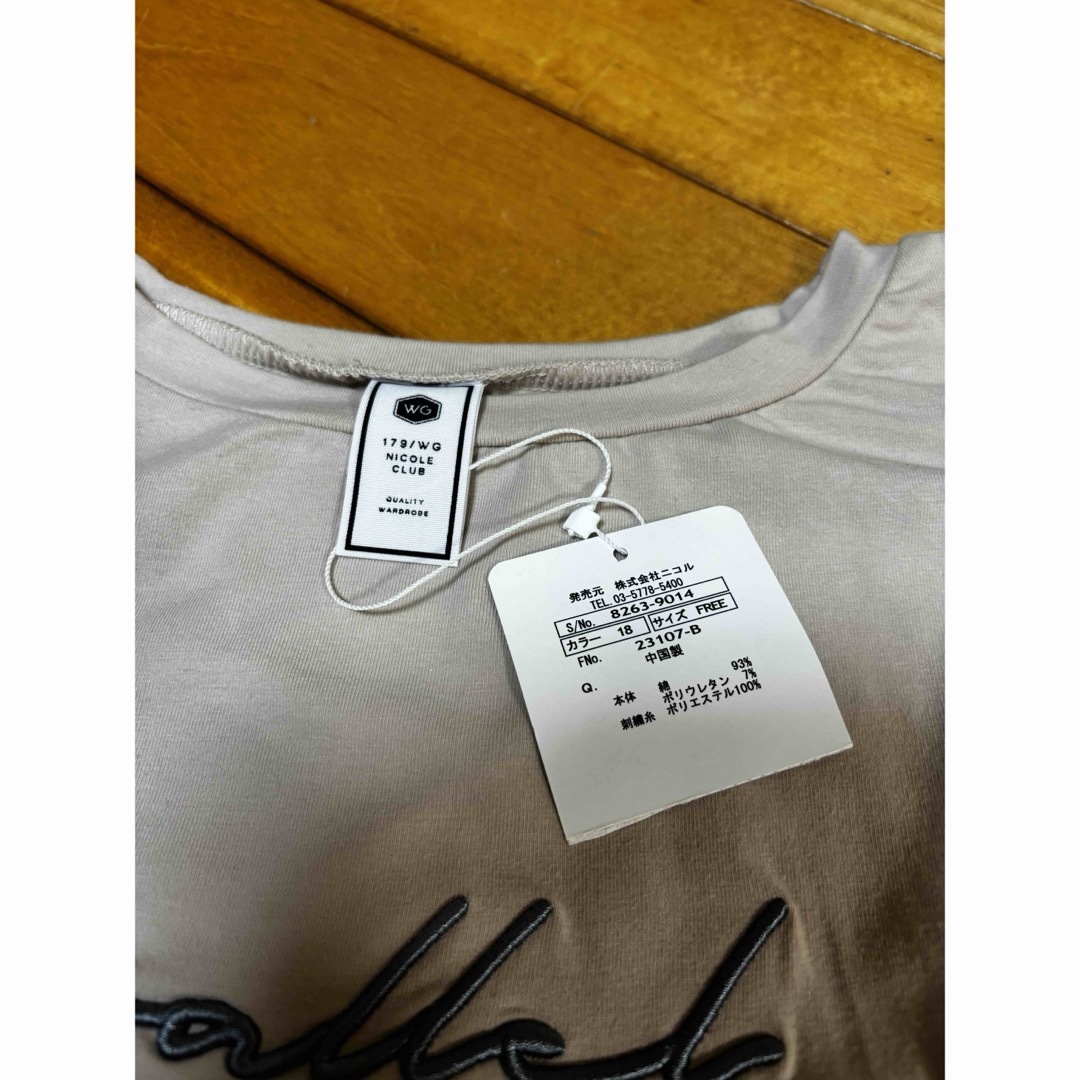 WG
179/WG
NICOLE
CLUB
QUALITY
WARDROBE
発売元 株式会社ニコル
TEL.03-5778-5400
S/No. 8263-9014
カラー 18 サイズ FREE
FNo. 23107-B
中国製
Q. 本体 綿 93%
ポリウレタン 7%
刺繍糸 ポリエステル100%